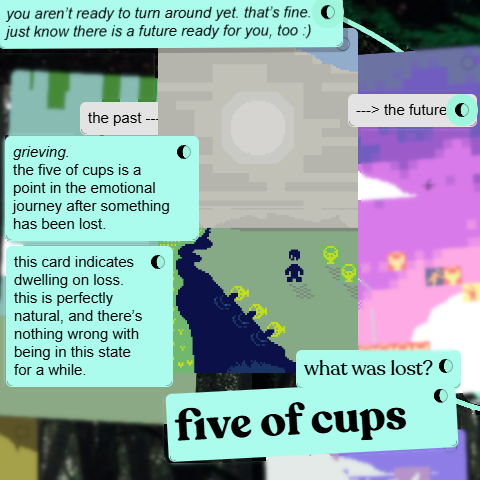 you aren't ready to turn around yet. that's fine.
just know there is a future ready for you, too :)
the past ---
---> the future
grieving.
the five of cups is a
point in the emotional
journey after something
has been lost.
this card indicates
dwelling on loss.
this is perfectly
natural, and there's
nothing wrong with
being in this state
for a while.
what was lost?
five of cups